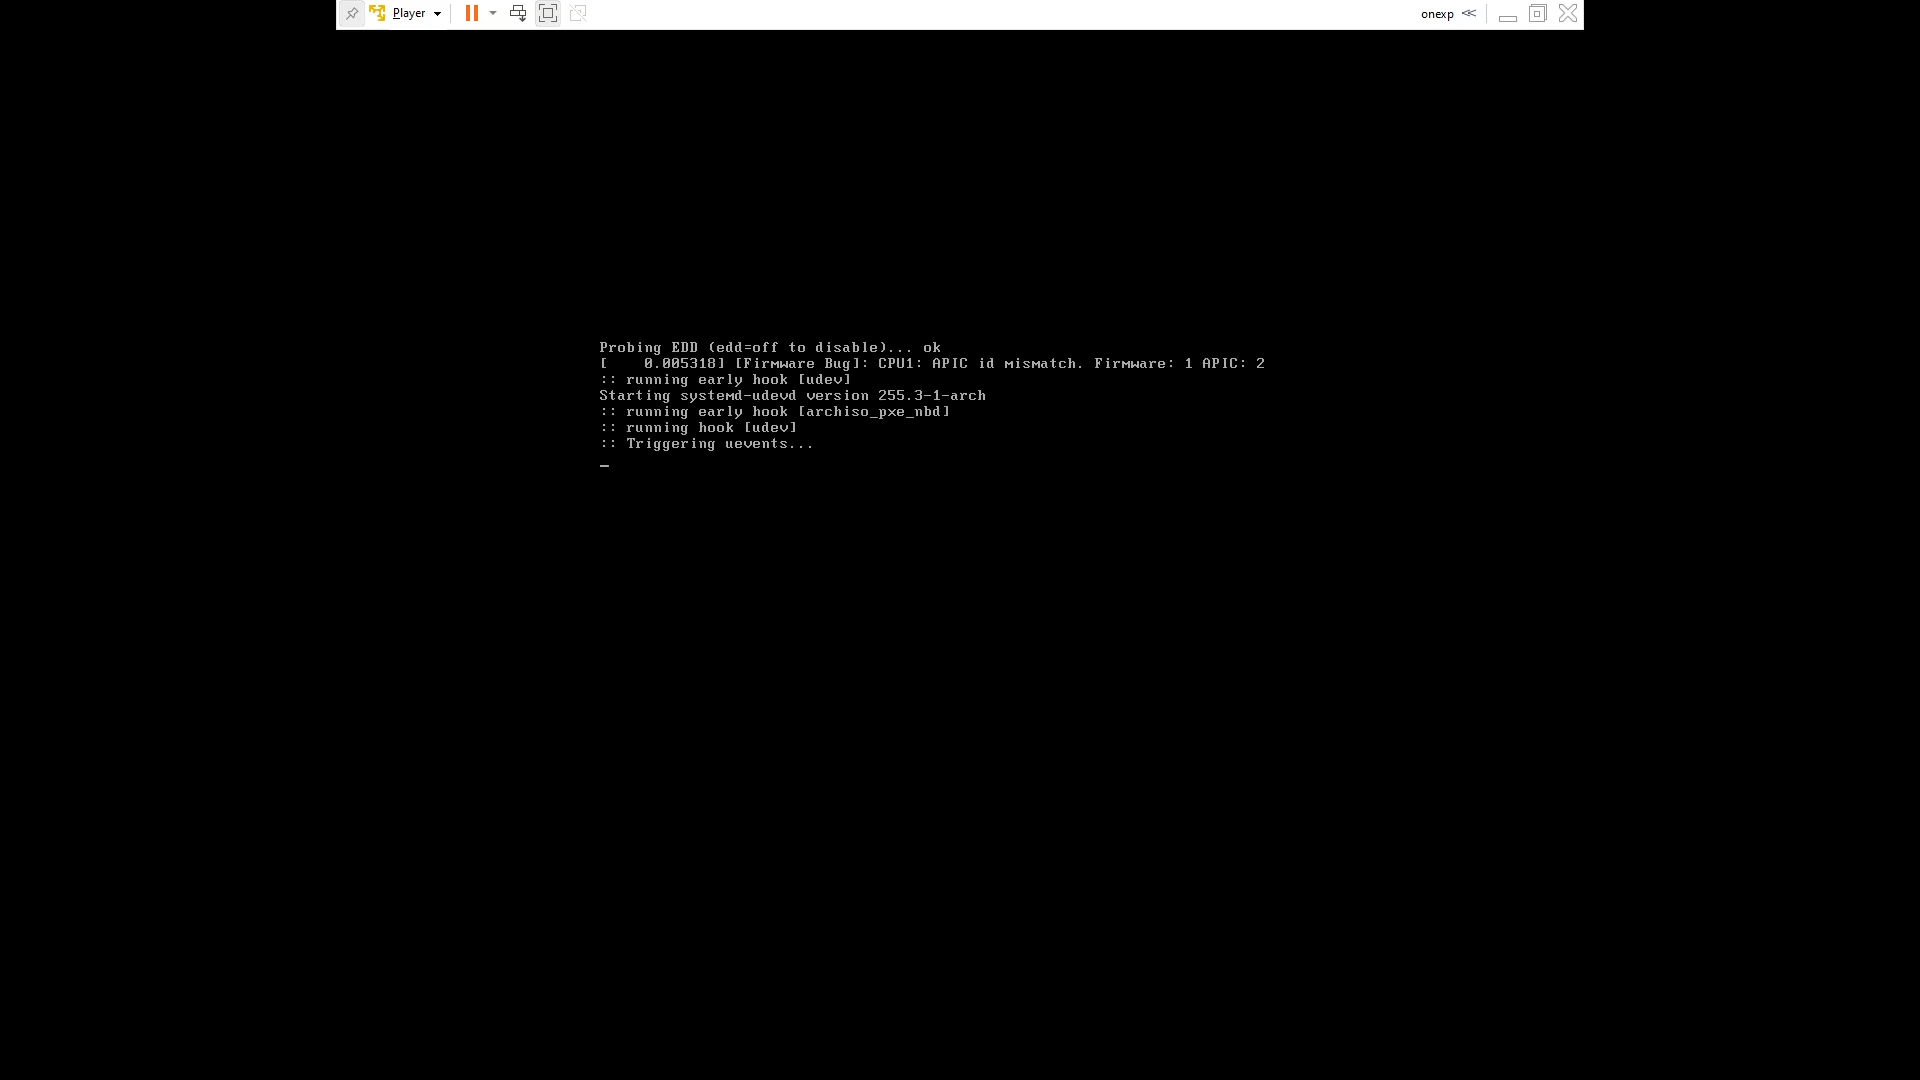 Player
onexp
Probing EDD (edd=off to disable)... ok
[    0.005318] [Firmware Bug]: CPU1: APIC id mismatch. Firmware: 1 APIC: 2
:: running early hook [udev]
Starting systemd-udevd version 255.3-1-arch
:: running early hook [archiso_pxe_nbd]
:: running hook [udev]
:: Triggering uevents...